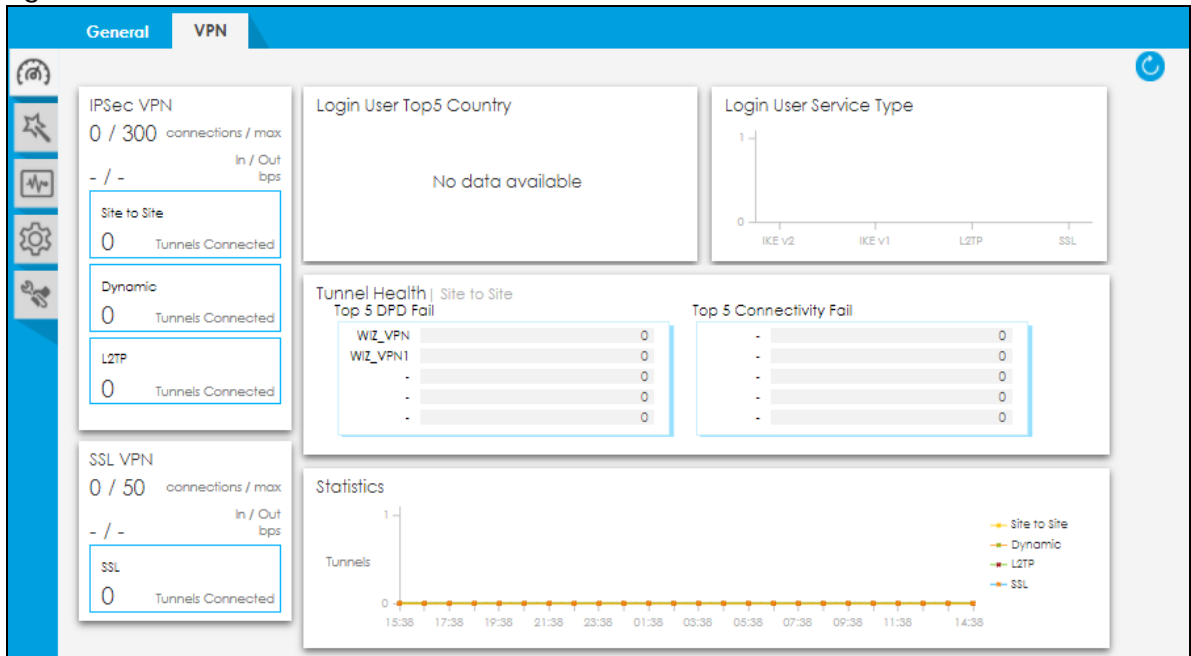 General VPN
IPSec VPN
0 / 300 connections / max
In / Out
- / - bps
Site to Site
0 Tunnels Connected
Dynamic
0 Tunnels Connected
L2TP
0 Tunnels Connected
SSL VPN
0 / 50 connections / max
In / Out
- / - bps
SSL
0 Tunnels Connected
Login User Top5 Country
No data available
Login User Service Type
1
0
IKE v2 IKE v1 L2TP SSL
Tunnel Health | Site to Site
Top 5 DPD Fail
WIZ_VPN 0
WIZ_VPN1 0
- 0
- 0
- 0
Top 5 Connectivity Fail
- 0
- 0
- 0
- 0
- 0
Statistics
1
Tunnels
0
15:38 17:38 19:38 21:38 23:38 01:38 03:38 05:38 07:38 09:38 11:38 14:38
Site to Site
Dynamic
L2TP
SSL